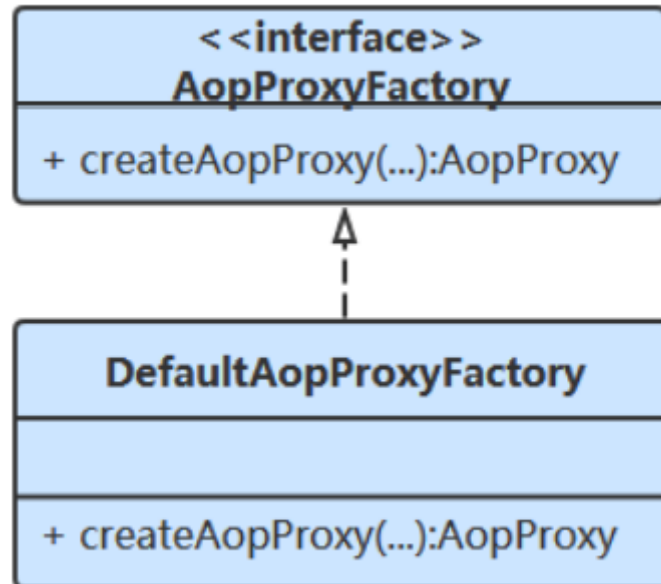 <<interface>>
AopProxyFactory
+ createAopProxy(...):AopProxy
DefaultAopProxyFactory
+ createAopProxy(...):AopProxy